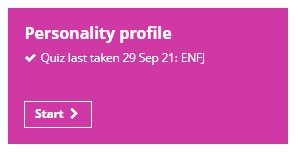 Personality profile
Quiz last taken 29 Sep 21: ENFJ
Start